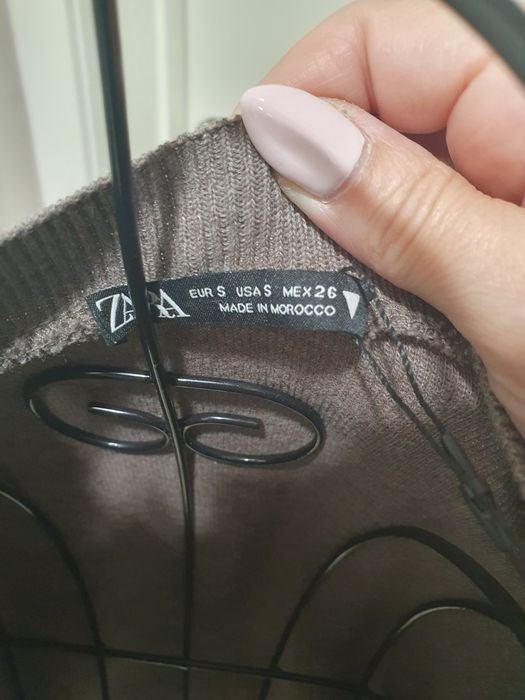 ZARA
EUR S USA S MEX 26
MADE IN MOROCCO